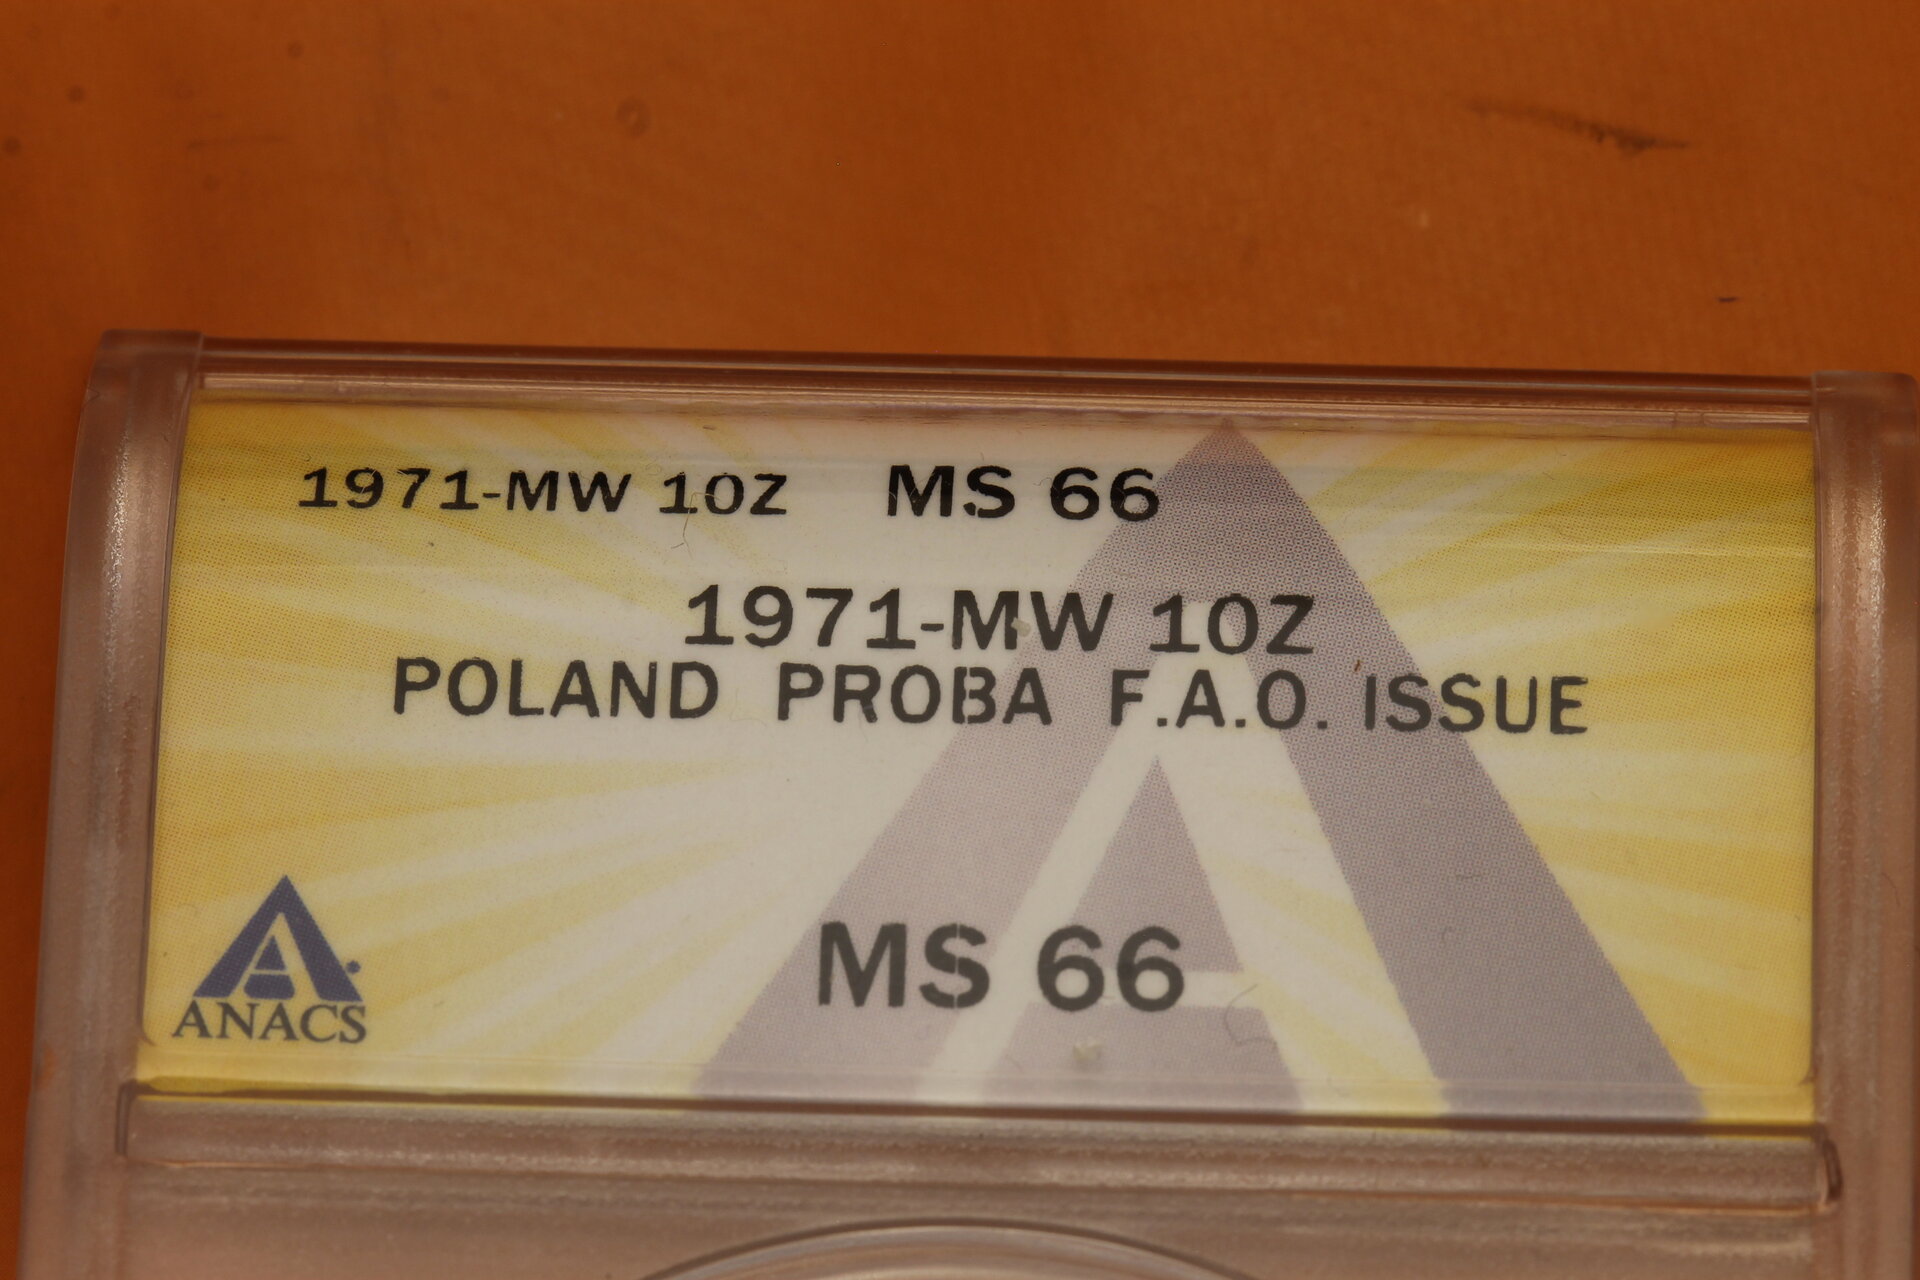 1971-MW 10Z MS 66
1971-MW 10Z
POLAND PROBA F.A.O. ISSUE
MS 66
ANACS